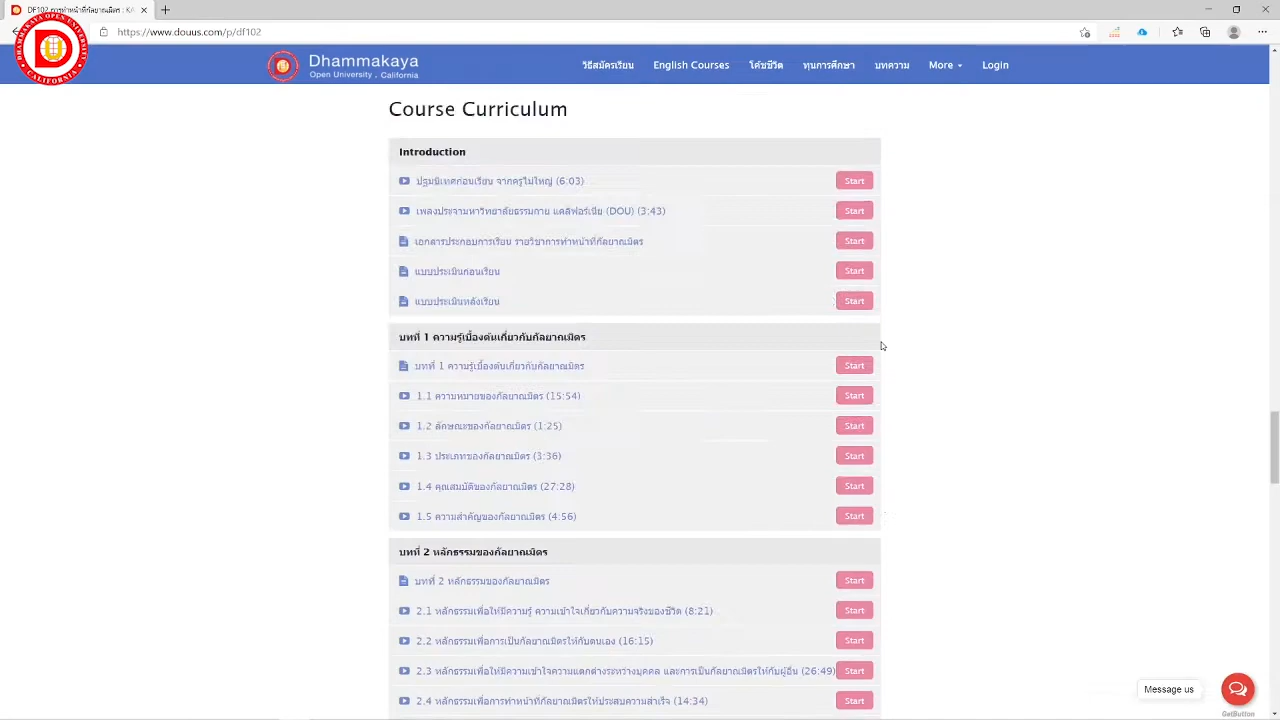 DF102 การทำหน้าที่กัลยาณมิตร : KA
https://www.douus.com/p/df102
DHAMMAKAYA OPEN UNIVERSITY
CALIFORNIA
Dhammakaya
Open University, California
วิธีสมัครเรียน English Courses โค้ชชีวิต ทุนการศึกษา บทความ More Login
Course Curriculum
Introduction
ปฐมนิเทศก่อนเรียน จากครูไม่ใหญ่ (6:03) Start
เพลงประจำมหาวิทยาลัยธรรมกาย แคลิฟอร์เนีย (DOU) (3:43) Start
เอกสารประกอบการเรียน รายวิชาการทำหน้าที่กัลยาณมิตร Start
แบบประเมินก่อนเรียน Start
แบบประเมินหลังเรียน Start
บทที่ 1 ความรู้เบื้องต้นเกี่ยวกับกัลยาณมิตร
บทที่ 1 ความรู้เบื้องต้นเกี่ยวกับกัลยาณมิตร Start
1.1 ความหมายของกัลยาณมิตร (15:54) Start
1.2 ลักษณะของกัลยาณมิตร (1:25) Start
1.3 ประเภทของกัลยาณมิตร (3:36) Start
1.4 คุณสมบัติของกัลยาณมิตร (27:28) Start
1.5 ความสำคัญของกัลยาณมิตร (4:56) Start
บทที่ 2 หลักธรรมของกัลยาณมิตร
บทที่ 2 หลักธรรมของกัลยาณมิตร Start
2.1 หลักธรรมเพื่อให้มีความรู้ ความเข้าใจเกี่ยวกับความจริงของชีวิต (8:21) Start
2.2 หลักธรรมเพื่อการเป็นกัลยาณมิตรให้กับตนเอง (16:15) Start
2.3 หลักธรรมเพื่อให้มีความเข้าใจความแตกต่างระหว่างบุคคล และการเป็นกัลยาณมิตรให้กับผู้อื่น (26:49) Start
2.4 หลักธรรมเพื่อการทำหน้าที่กัลยาณมิตรให้ประสบความสำเร็จ (14:34) Start
Message us
GetButton